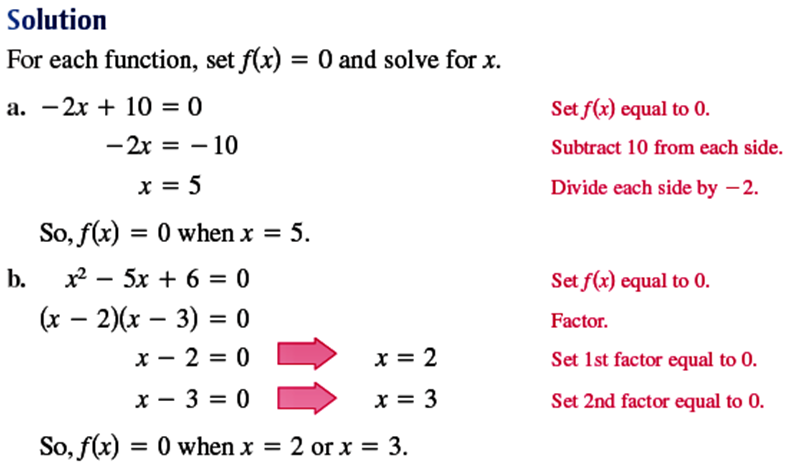 Solution
For each function, set f(x) = 0 and solve for x.
a. −2x + 10 = 0 Set f(x) equal to 0.
−2x = −10 Subtract 10 from each side.
x = 5 Divide each side by −2.
So, f(x) = 0 when x = 5.
b. x² − 5x + 6 = 0 Set f(x) equal to 0.
(x − 2)(x − 3) = 0 Factor.
x − 2 = 0 x = 2 Set 1st factor equal to 0.
x − 3 = 0 x = 3 Set 2nd factor equal to 0.
So, f(x) = 0 when x = 2 or x = 3.